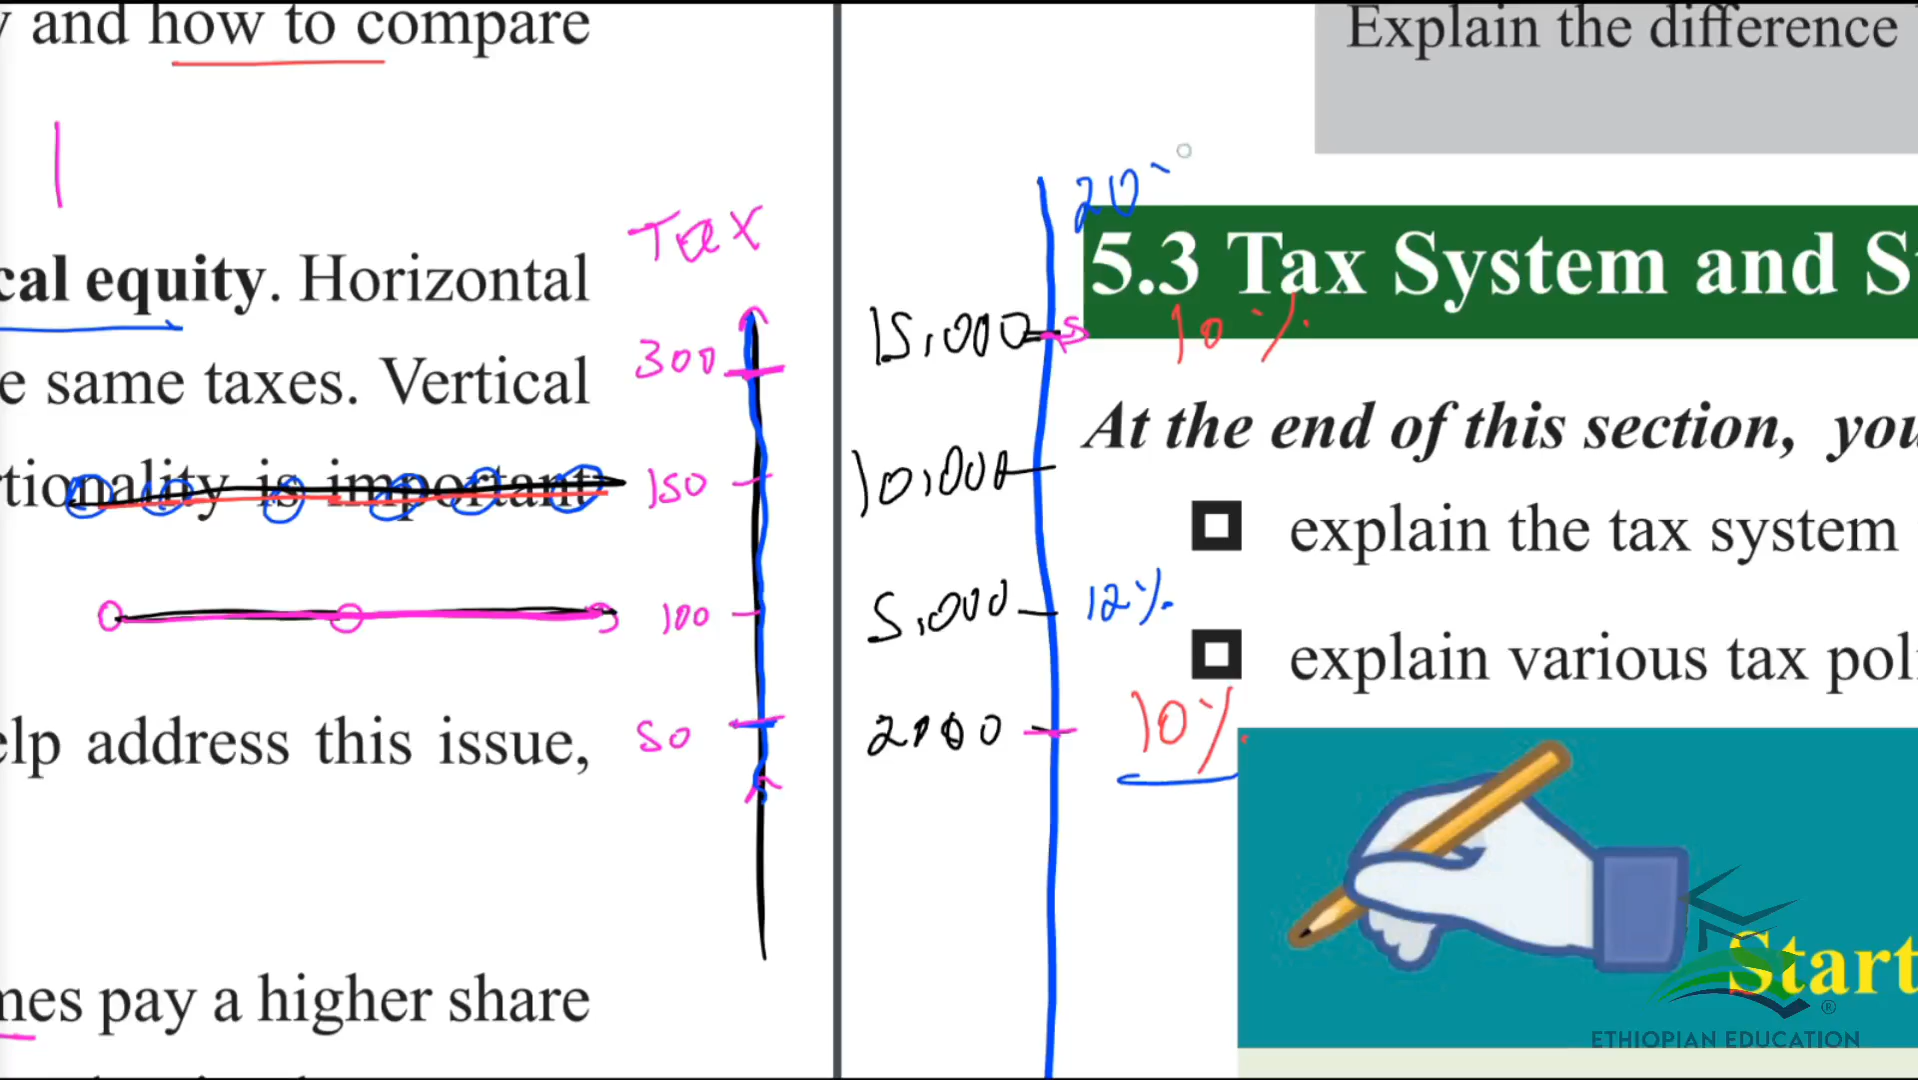 and how to compare
cal equity. Horizontal
same taxes. Vertical
tionality is important
elp address this issue,
mes pay a higher share
Tax
300
150
100
50
15,000
10,000
5,000
2000
Explain the difference
20
5.3 Tax System and S
10%
At the end of this section, you
explain the tax system
12%
explain various tax pol
10%
Start
ETHIOPIAN EDUCATION
®